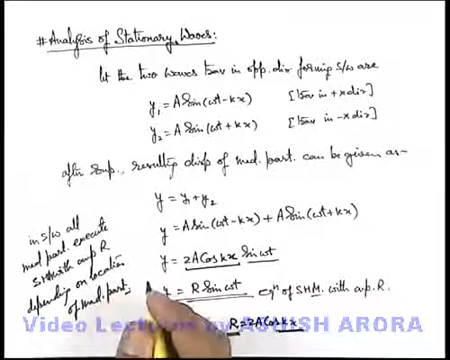 # Analysis of Stationary Waves:
let the two waves trav in opp. dir forming s/w are
y₁ = A Sin(ωt - kx) [trav in +x dir]
y₂ = A Sin(ωt + kx) [trav in -x dir]
after Sup., resulting disp of med. part. can be given as-
y = y₁ + y₂
y = A Sin(ωt - kx) + A Sin(ωt + kx)
y = 2A Cos kx Sin ωt
y = R Sin ωt eqⁿ of SHM. with amp R.
R = 2A Cos kx
in s/w all
med part. execute
SHM with amp R
depending on location
of med. part.
Video Lectures by ASHISH ARORA